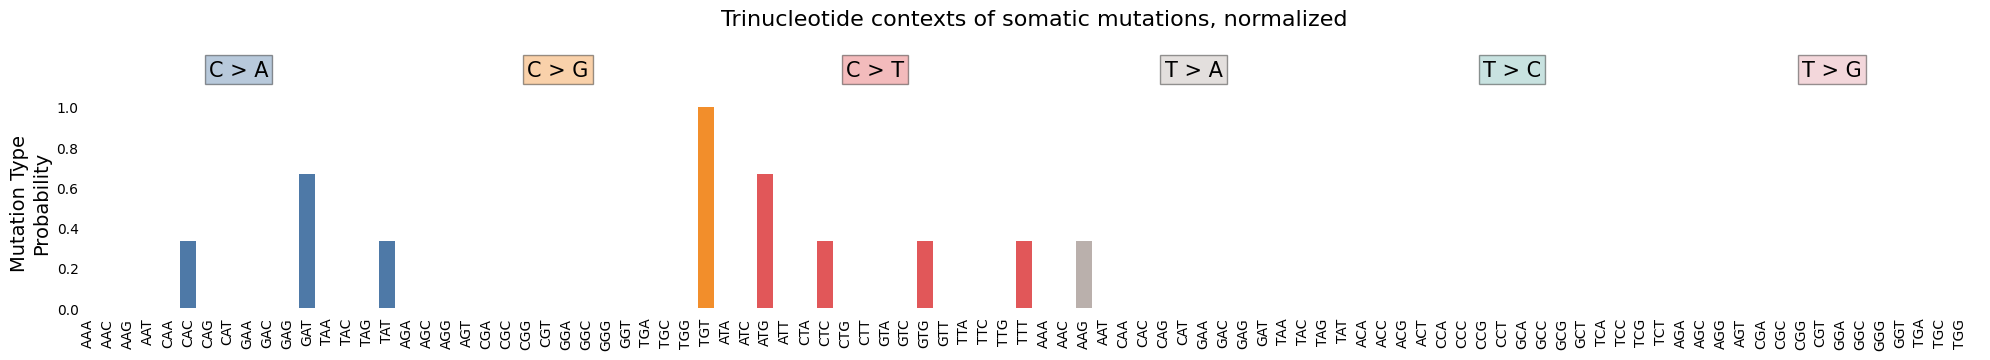 Trinucleotide contexts of somatic mutations, normalized
C > A C > G C > T T > A T > C T > G
Mutation Type
Probability
1.0
0.8
0.6
0.4
0.2
0.0
AAA AAC AAG AAT CAA CAC CAG CAT GAA GAC GAG GAT TAA TAC TAG TAT AGA AGC AGG AGT CGA CGC CGG CGT GGA GGC GGG GGT TGA TGC TGG TGT ATA ATC ATG ATT CTA CTC CTG CTT GTA GTC GTG GTT TTA TTC TTG TTT AAA AAC AAG AAT CAA CAC CAG CAT GAA GAC GAG GAT TAA TAC TAG TAT ACA ACC ACG ACT CCA CCC CCG CCT GCA GCC GCG GCT TCA TCC TCG TCT AGA AGC AGG AGT CGA CGC CGG CGT GGA GGC GGG GGT TGA TGC TGG